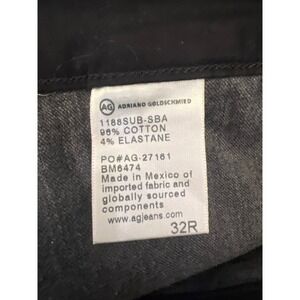 AG ADRIANO GOLDSCHMIED
1188SUB-SBA
96% COTTON
4% ELASTANE
PO#AG-27161
BM6474
Made in Mexico of
imported fabric and
globally sourced
components
www.agjeans.com
32R